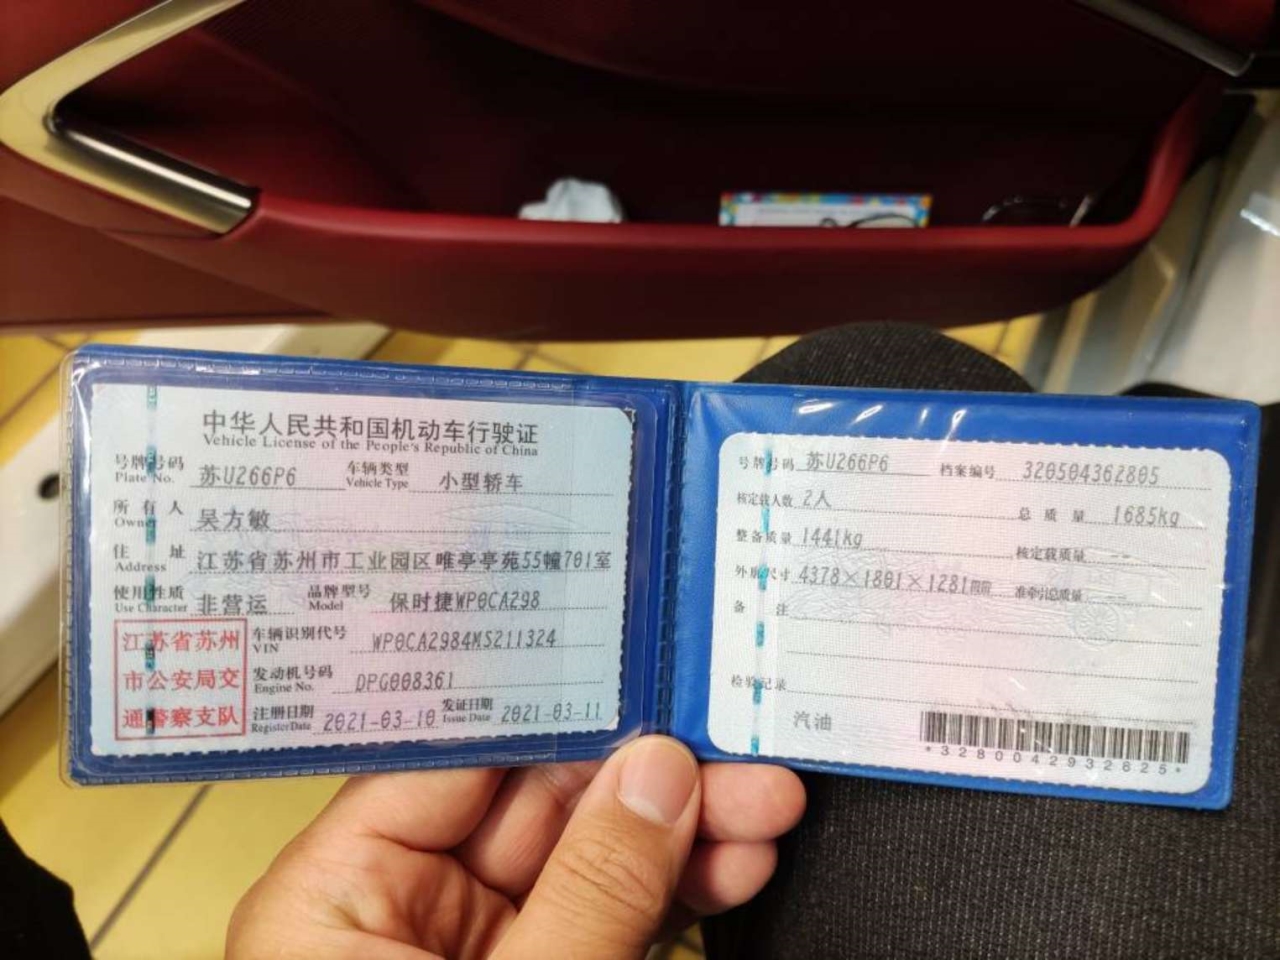 中华人民共和国机动车行驶证
Vehicle License of the People's Republic of China
号牌号码 苏U266P6 车辆类型 小型轿车
Plate No. Vehicle Type
所有人 吴方敏
Owner
住址 江苏省苏州市工业园区唯亭亭苑55幢701室
Address
使用性质 非营运 品牌型号 保时捷WP0CA298
Use Character Model
江苏省苏州
市公安局交
通警察支队
车辆识别代号 WP0CA2984MS211324
VIN
发动机号码 DPG008361
Engine No.
注册日期 2021-03-10 发证日期 2021-03-11
Register Date Issue Date
号牌号码 苏U266P6 档案编号 320504362805
核定载人数 2人 总质量 1685kg
整备质量 1441kg 核定载质量 --
外廓尺寸 4378×1801×1281 准牵引总质量 --
备注
检验记录
汽油
*3280042932625*